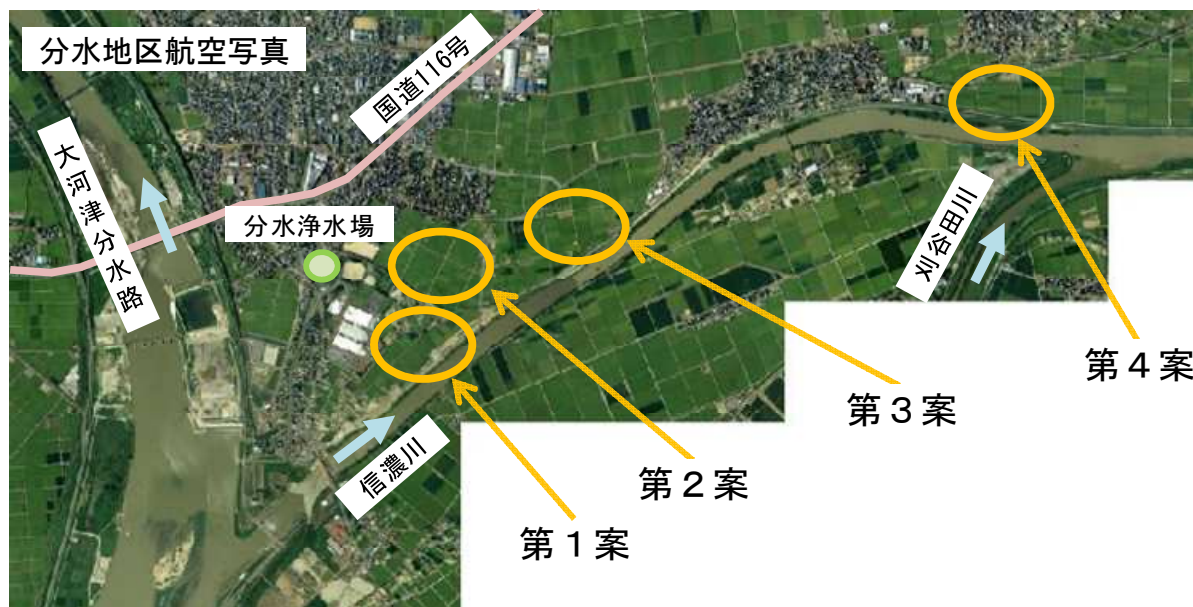 分水地区航空写真
国道116号
大河津分水路
分水浄水場
刈谷田川
信濃川
第4案
第3案
第2案
第1案